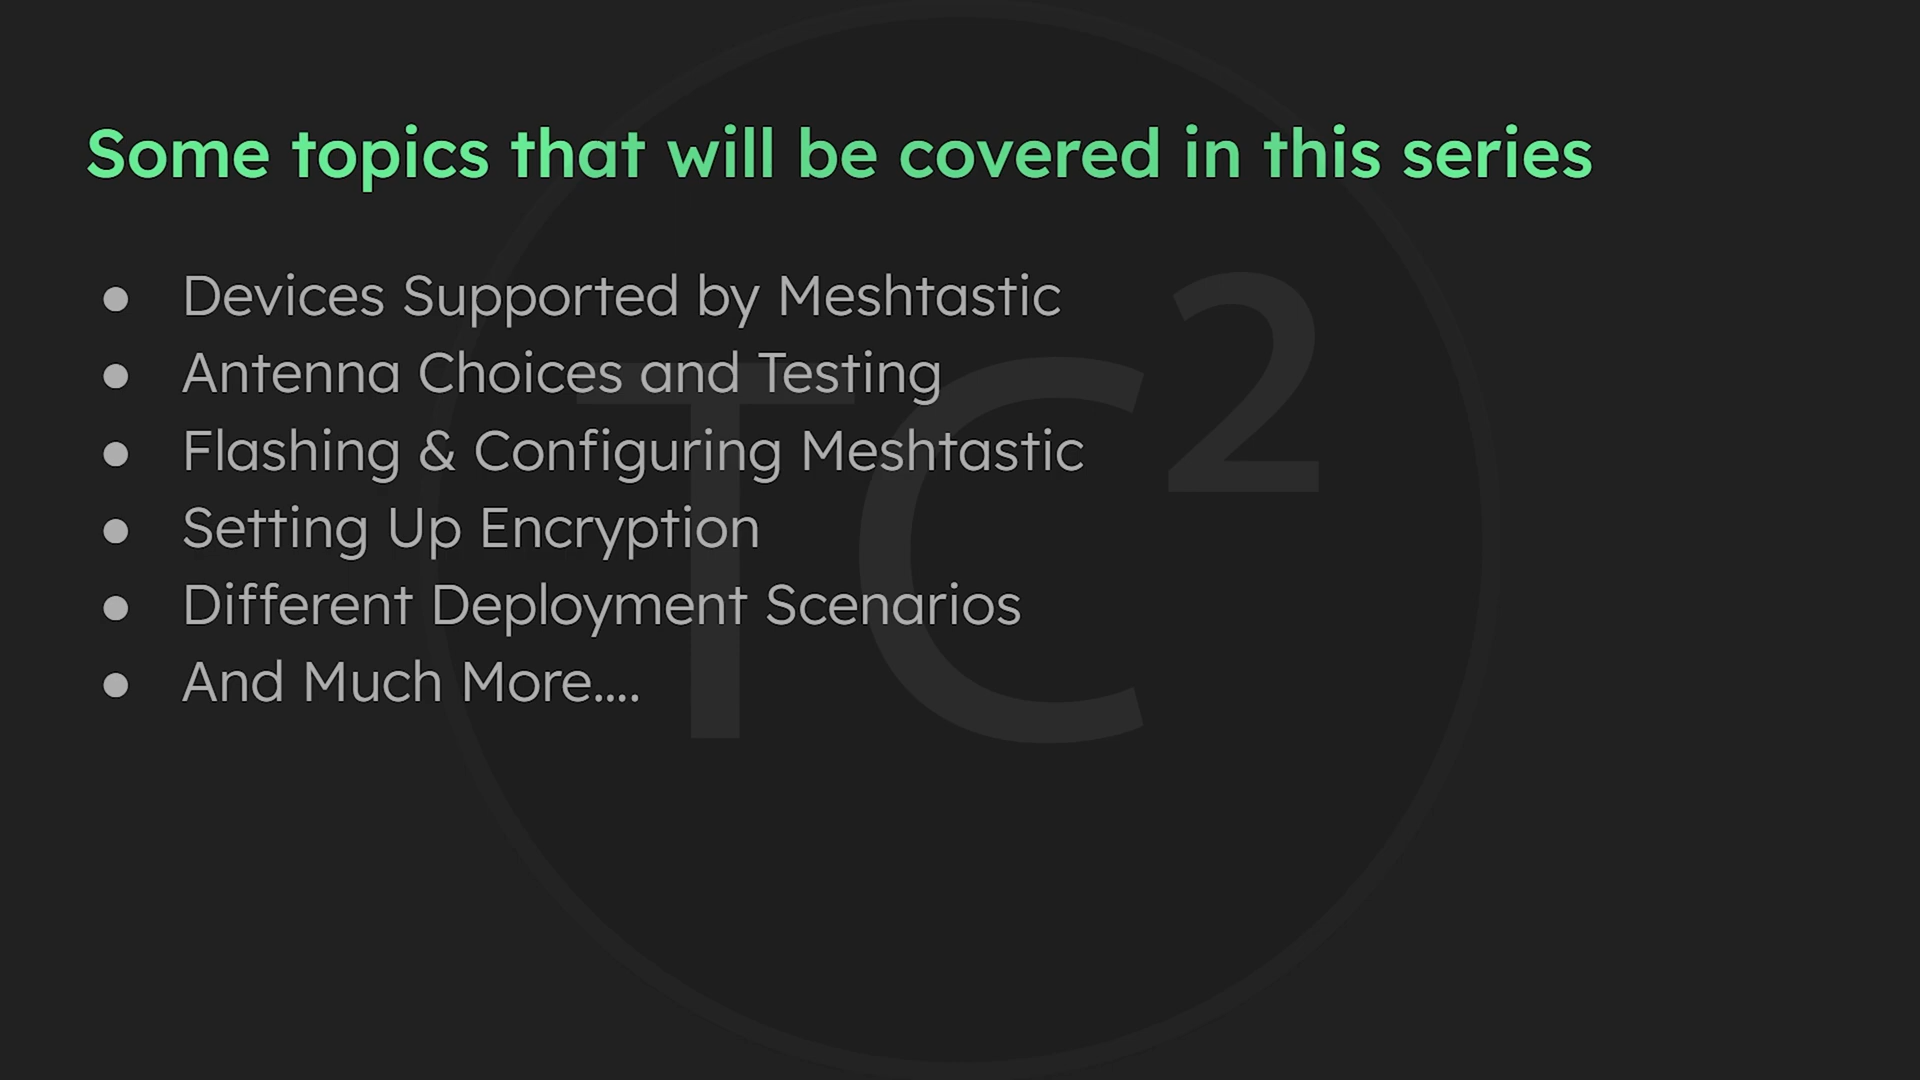 Some topics that will be covered in this series
● Devices Supported by Meshtastic
● Antenna Choices and Testing
● Flashing & Configuring Meshtastic
● Setting Up Encryption
● Different Deployment Scenarios
● And Much More....
TC²